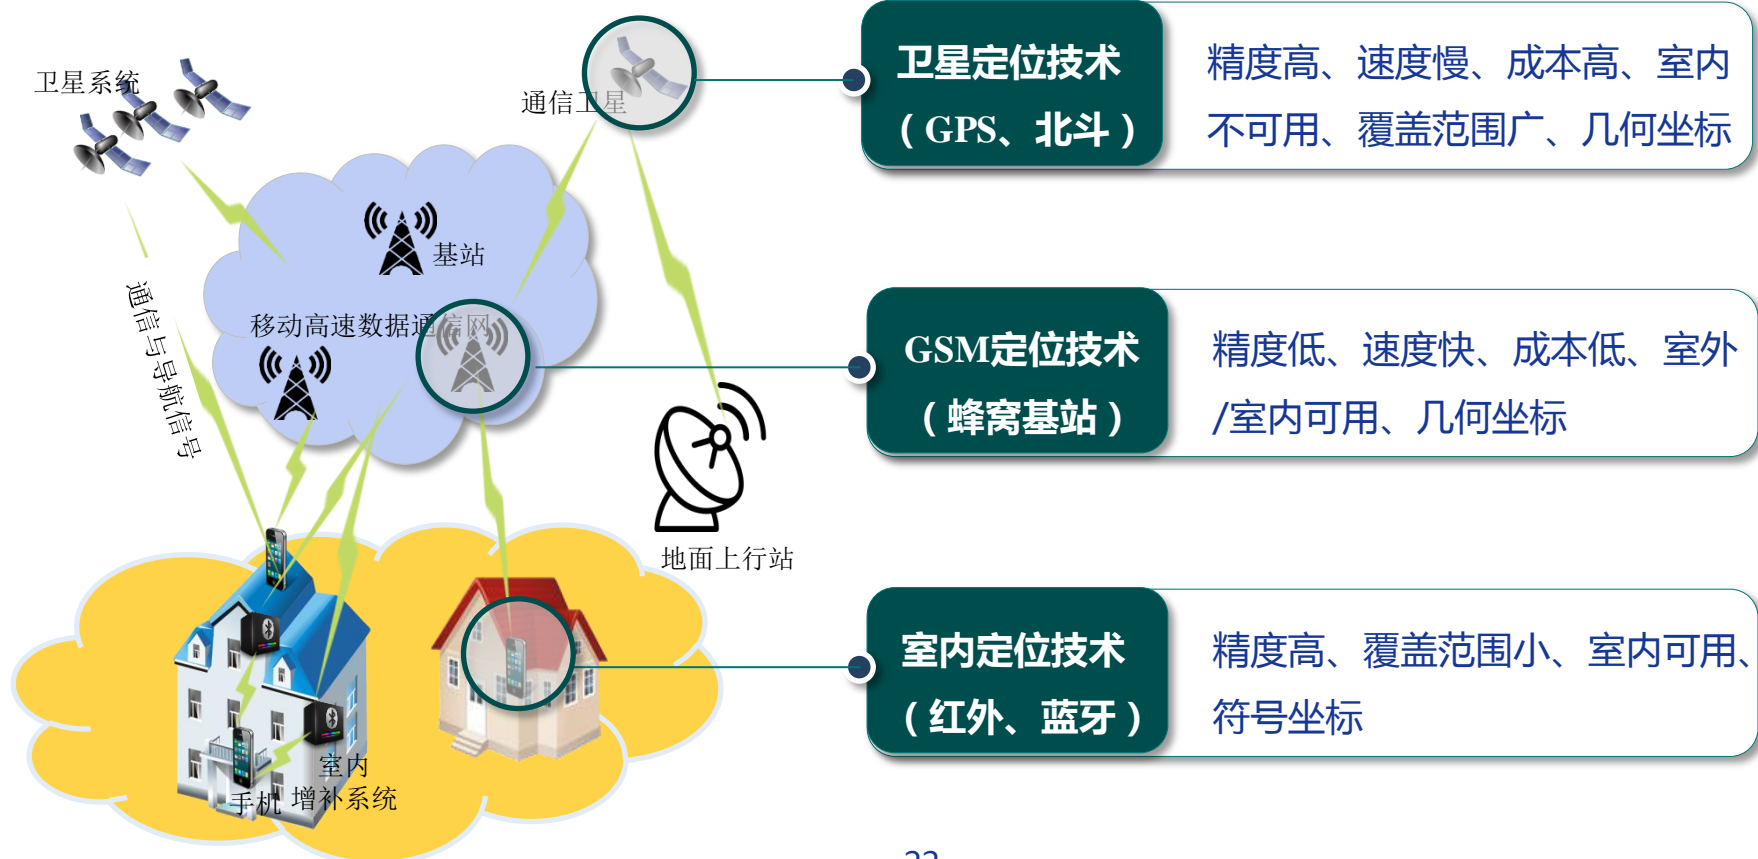 卫星系统
通信卫星
基站
移动高速数据通信网
通信与导航信号
地面上行站
室内
增补系统
手机
卫星定位技术
（GPS、北斗）
精度高、速度慢、成本高、室内
不可用、覆盖范围广、几何坐标
GSM定位技术
（蜂窝基站）
精度低、速度快、成本低、室外
/室内可用、几何坐标
室内定位技术
（红外、蓝牙）
精度高、覆盖范围小、室内可用、
符号坐标